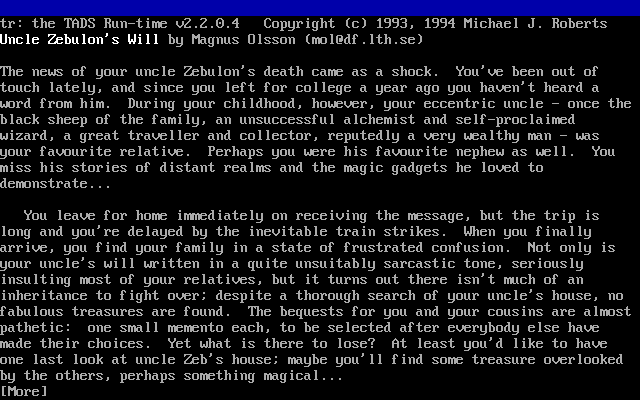 tr: the TADS Run-time v2.2.0.4   Copyright (c) 1993, 1994 Michael J. Roberts
Uncle Zebulon's Will by Magnus Olsson (mol@df.lth.se)
The news of your uncle Zebulon's death came as a shock.  You've been out of
touch lately, and since you left for college a year ago you haven't heard a
word from him.  During your childhood, however, your eccentric uncle - once the
black sheep of the family, an unsuccessful alchemist and self-proclaimed
wizard, a great traveller and collector, reputedly a very wealthy man - was
your favourite relative.  Perhaps you were his favourite nephew as well.  You
miss his stories of distant realms and the magic gadgets he loved to
demonstrate...
You leave for home immediately on receiving the message, but the trip is
long and you're delayed by the inevitable train strikes.  When you finally
arrive, you find your family in a state of frustrated confusion.  Not only is
your uncle's will written in a quite unsuitably sarcastic tone, seriously
insulting most of your relatives, but it turns out there isn't much of an
inheritance to fight over; despite a thorough search of your uncle's house, no
fabulous treasures are found.  The bequests for you and your cousins are almost
pathetic:  one small memento each, to be selected after everybody else have
made their choices.  Yet what is there to lose?  At least you'd like to have
one last look at uncle Zeb's house; maybe you'll find some treasure overlooked
by the others, perhaps something magical...
[More]